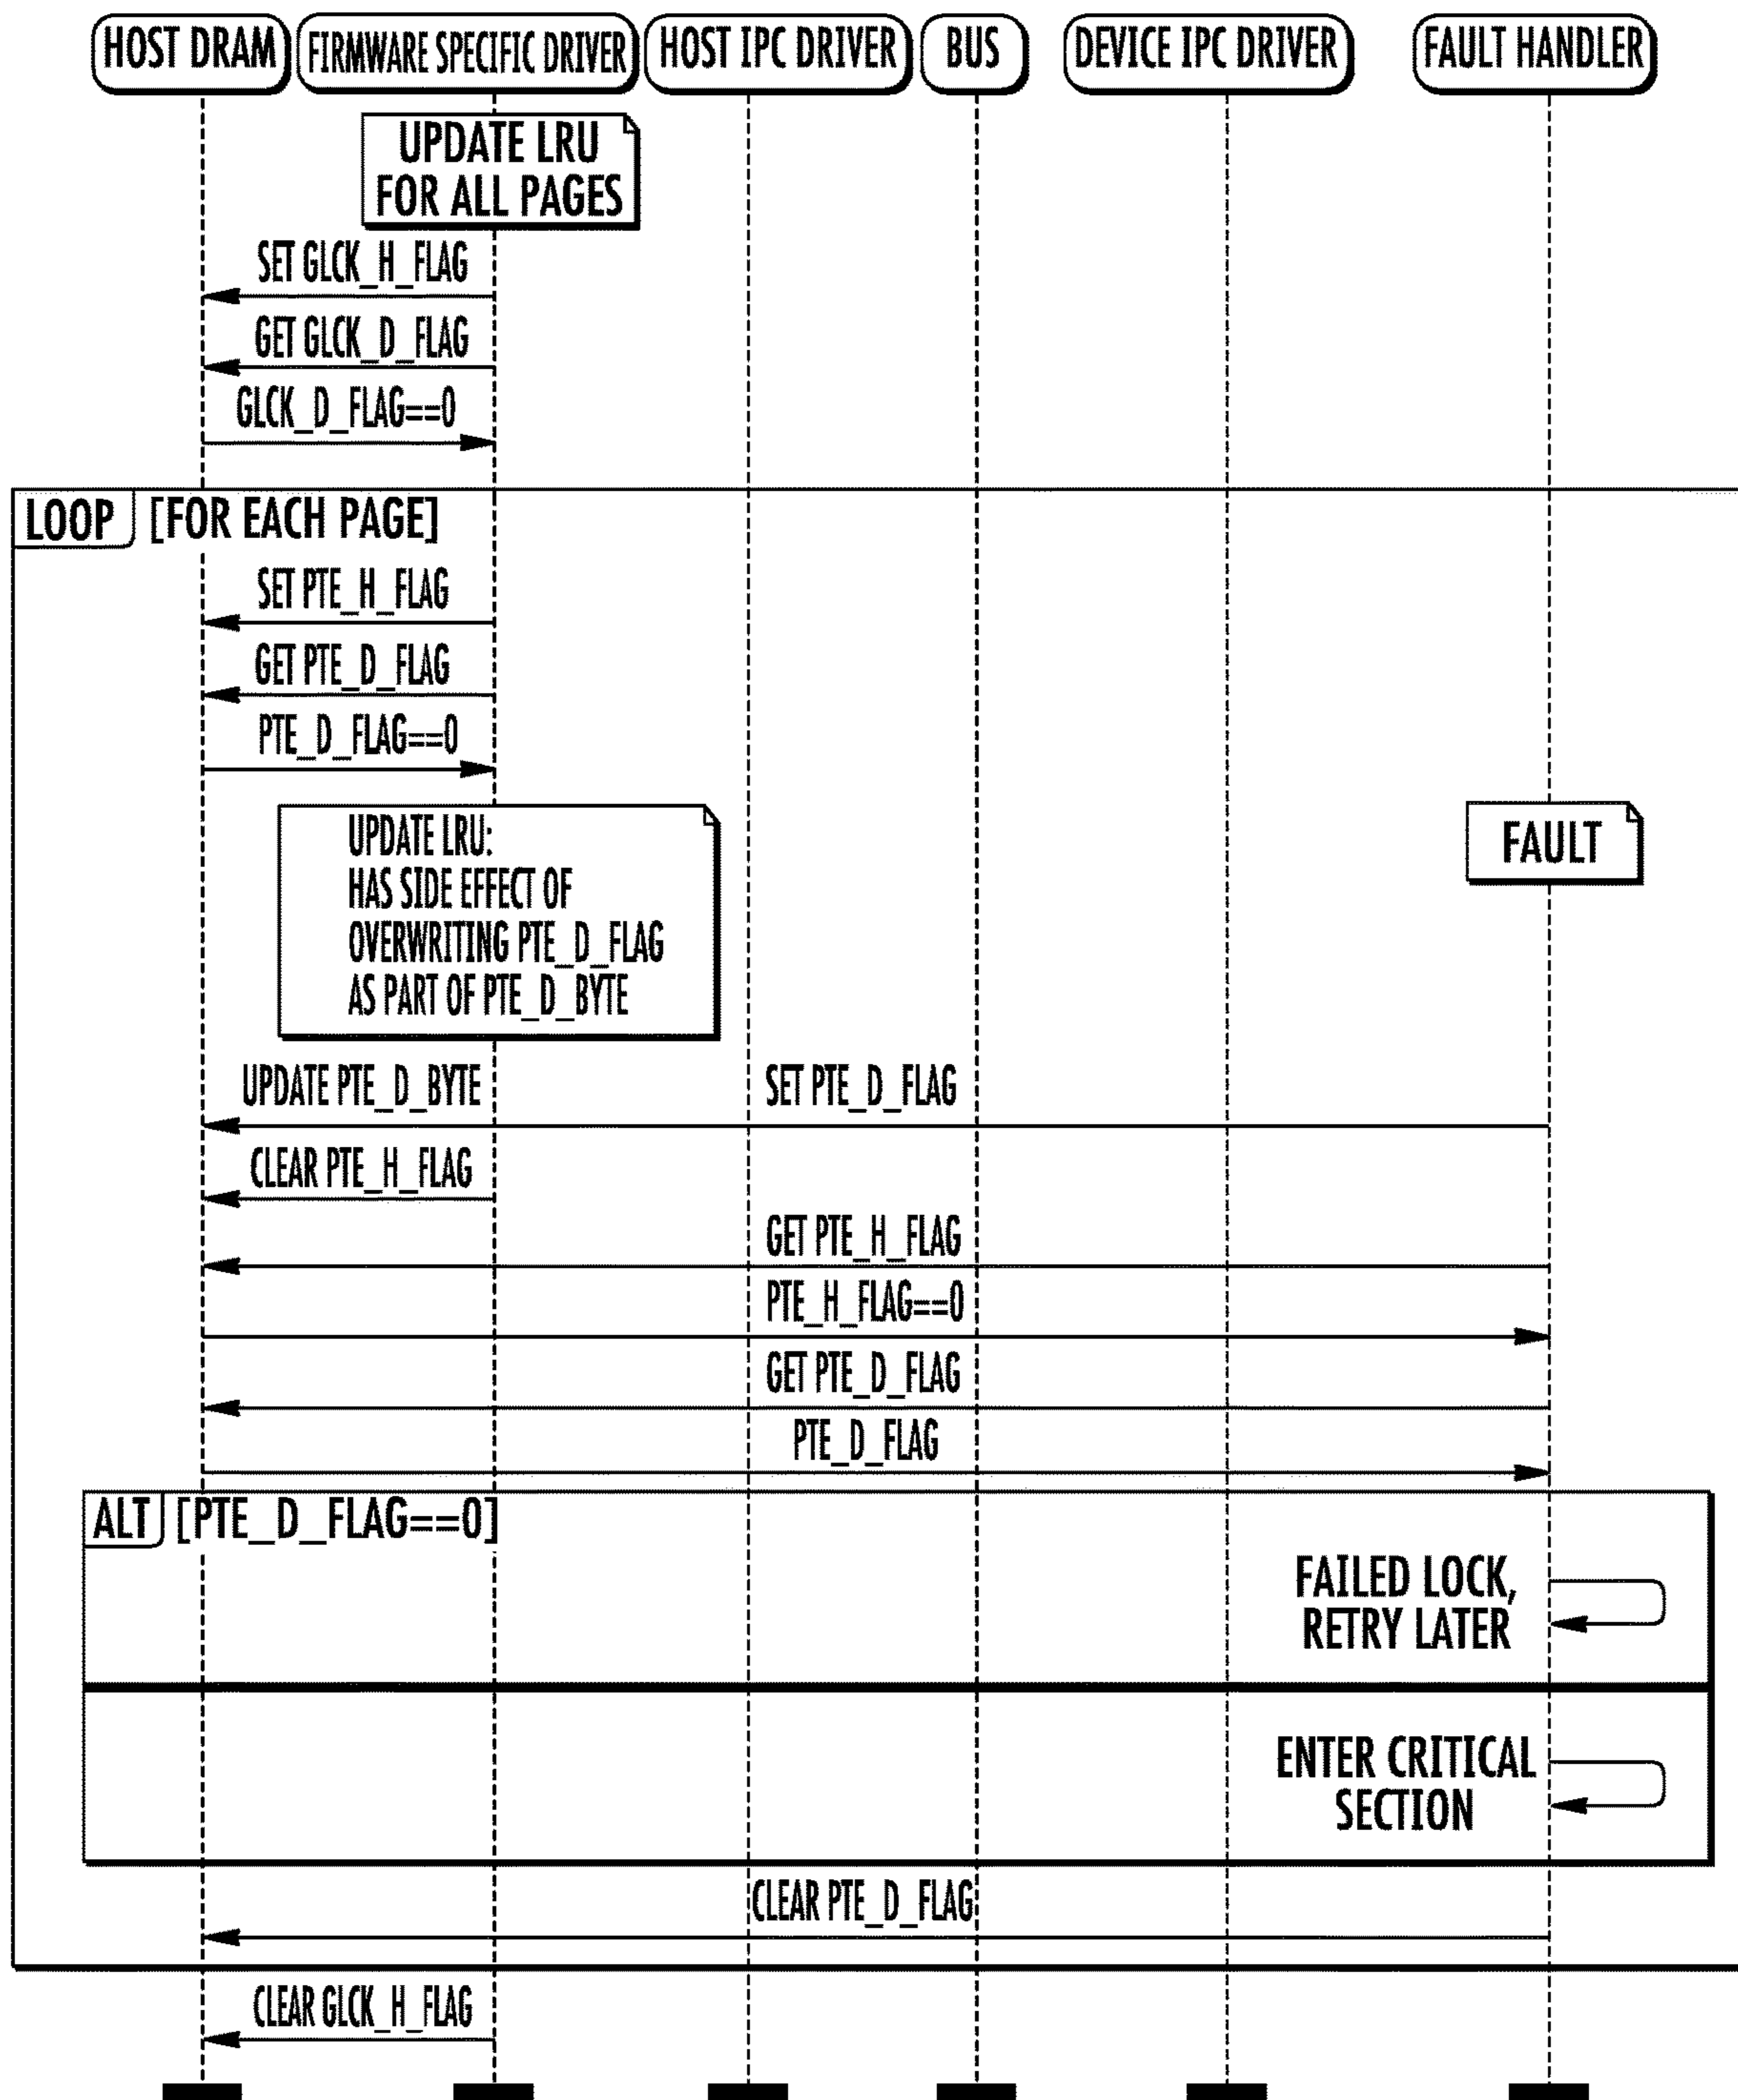 HOST DRAM
FIRMWARE SPECIFIC DRIVER
HOST IPC DRIVER
BUS
DEVICE IPC DRIVER
FAULT HANDLER
UPDATE LRU
FOR ALL PAGES
SET GLCK_H_FLAG
GET GLCK_D_FLAG
GLCK_D_FLAG==0
LOOP [FOR EACH PAGE]
SET PTE_H_FLAG
GET PTE_D_FLAG
PTE_D_FLAG==0
UPDATE LRU:
HAS SIDE EFFECT OF
OVERWRITING PTE_D_FLAG
AS PART OF PTE_D_BYTE
FAULT
UPDATE PTE_D_BYTE
SET PTE_D_FLAG
CLEAR PTE_H_FLAG
GET PTE_H_FLAG
PTE_H_FLAG==0
GET PTE_D_FLAG
PTE_D_FLAG
ALT [PTE_D_FLAG==0]
FAILED LOCK,
RETRY LATER
ENTER CRITICAL
SECTION
CLEAR PTE_D_FLAG
CLEAR GLCK_H_FLAG